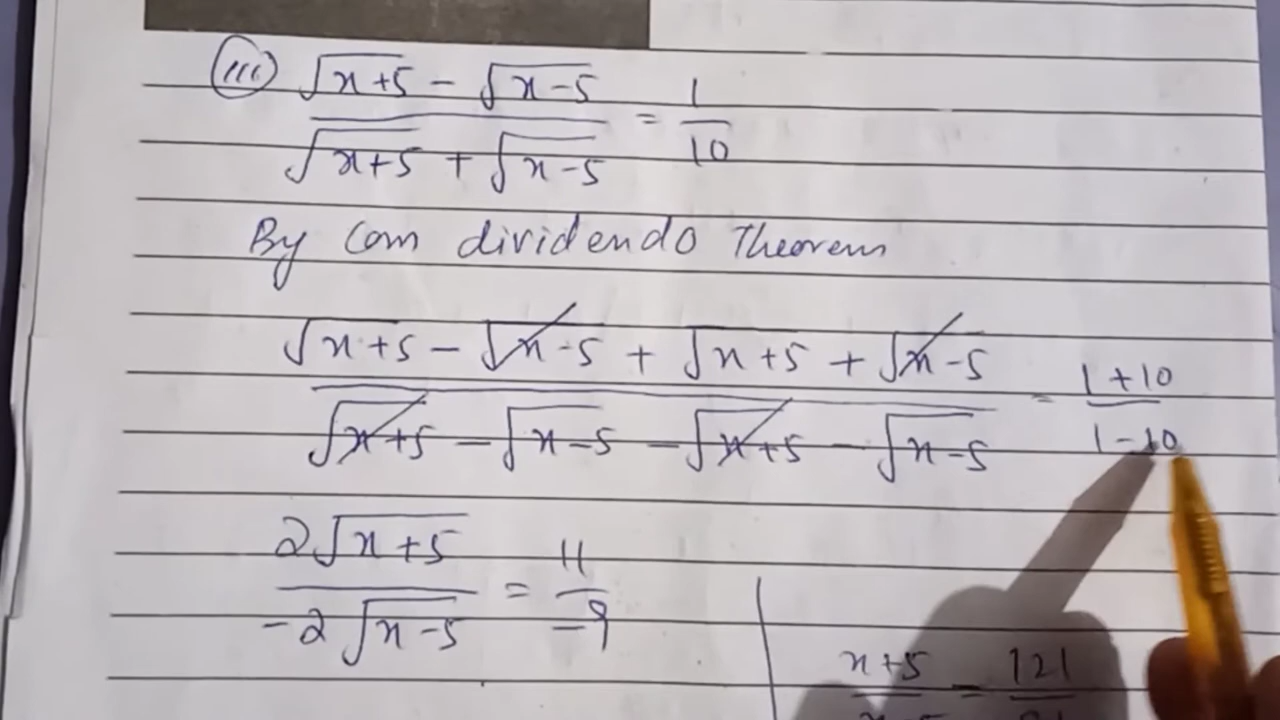 (iii) √x+5 - √x-5 / √x+5 + √x-5 = 1/10
By Com dividendo Theorem
√x+5 - √x-5 + √x+5 + √x-5 / √x+5 - √x-5 - √x+5 - √x-5 = 1+10 / 1-10
2√x+5 / -2√x-5 = 11 / -9
x+5 = 121